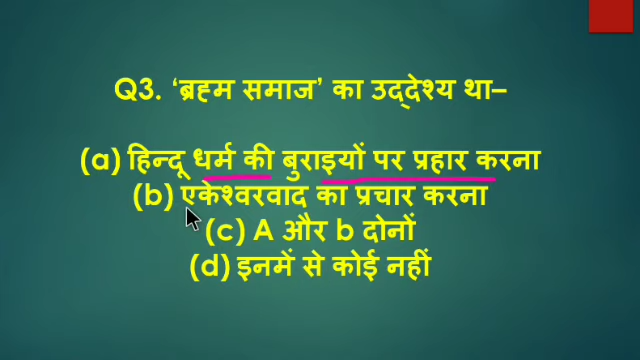 Q3. ‘ब्रह्म समाज’ का उद्देश्य था–
(a) हिन्दू धर्म की बुराइयों पर प्रहार करना
(b) एकेश्वरवाद का प्रचार करना
(c) A और b दोनों
(d) इनमें से कोई नहीं